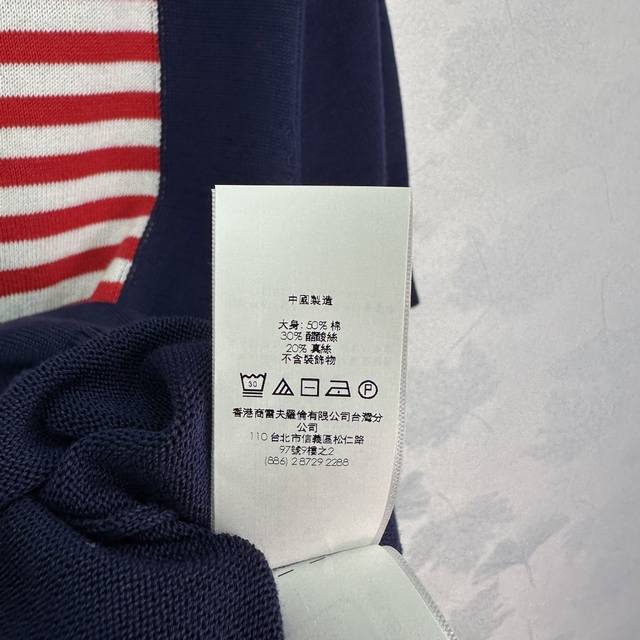 中國製造
大身: 50% 棉
30% 醋酸絲
20% 真絲
不含裝飾物
30
P
香港商雷夫羅倫有限公司台灣分
公司
110 台北市信義區松仁路
97號9樓之2
(886) 2 8729 2288